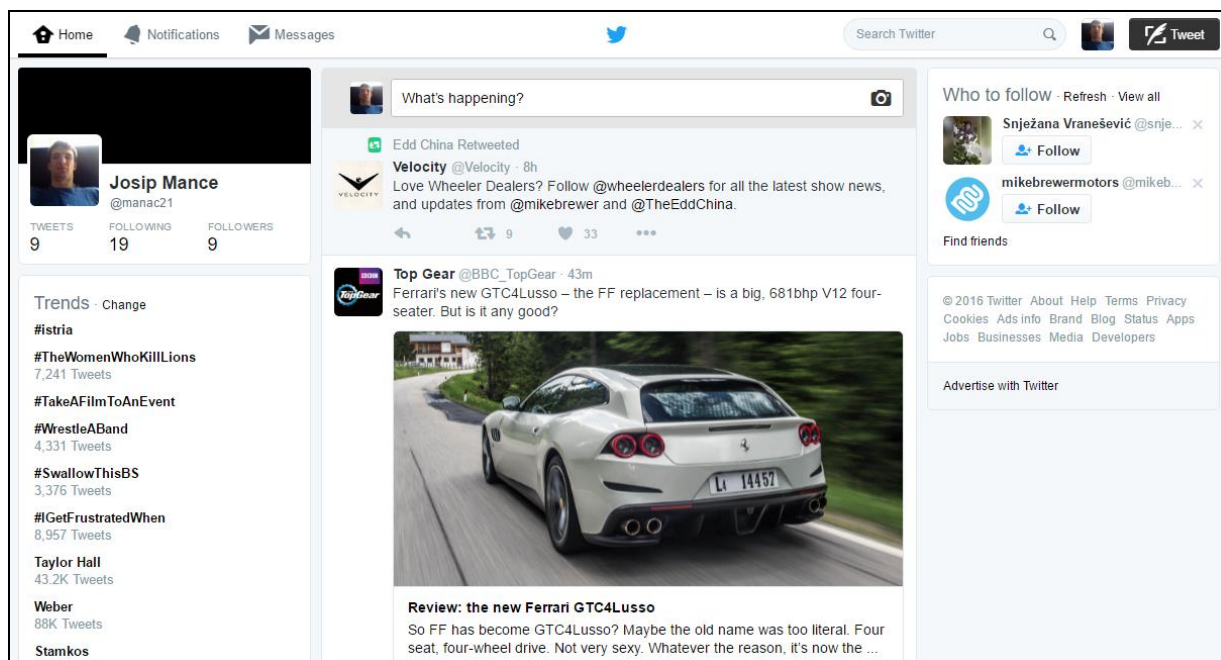 Home
Notifications
Messages
Search Twitter
Tweet
Josip Mance
@manac21
TWEETS FOLLOWING FOLLOWERS
9 19 9
Trends · Change
#istria
#TheWomenWhoKillLions
7,241 Tweets
#TakeAFilmToAnEvent
#WrestleABand
4,331 Tweets
#SwallowThisBS
3,376 Tweets
#IGetFrustratedWhen
8,957 Tweets
Taylor Hall
43.2K Tweets
Weber
88K Tweets
Stamkos
What's happening?
Edd China Retweeted
VELOCITY
Velocity @Velocity · 8h
Love Wheeler Dealers? Follow @wheelerdealers for all the latest show news,
and updates from @mikebrewer and @TheEddChina.
9 33
BBC
TopGear
Top Gear @BBC_TopGear · 43m
Ferrari's new GTC4Lusso – the FF replacement – is a big, 681bhp V12 four-
seater. But is it any good?
14457
Review: the new Ferrari GTC4Lusso
So FF has become GTC4Lusso? Maybe the old name was too literal. Four
seat, four-wheel drive. Not very sexy. Whatever the reason, it's now the ...
Who to follow · Refresh · View all
Snježana Vranešević @snje...
Follow
mikebrewermotors @mikeb...
Follow
Find friends
© 2016 Twitter About Help Terms Privacy
Cookies Ads info Brand Blog Status Apps
Jobs Businesses Media Developers
Advertise with Twitter